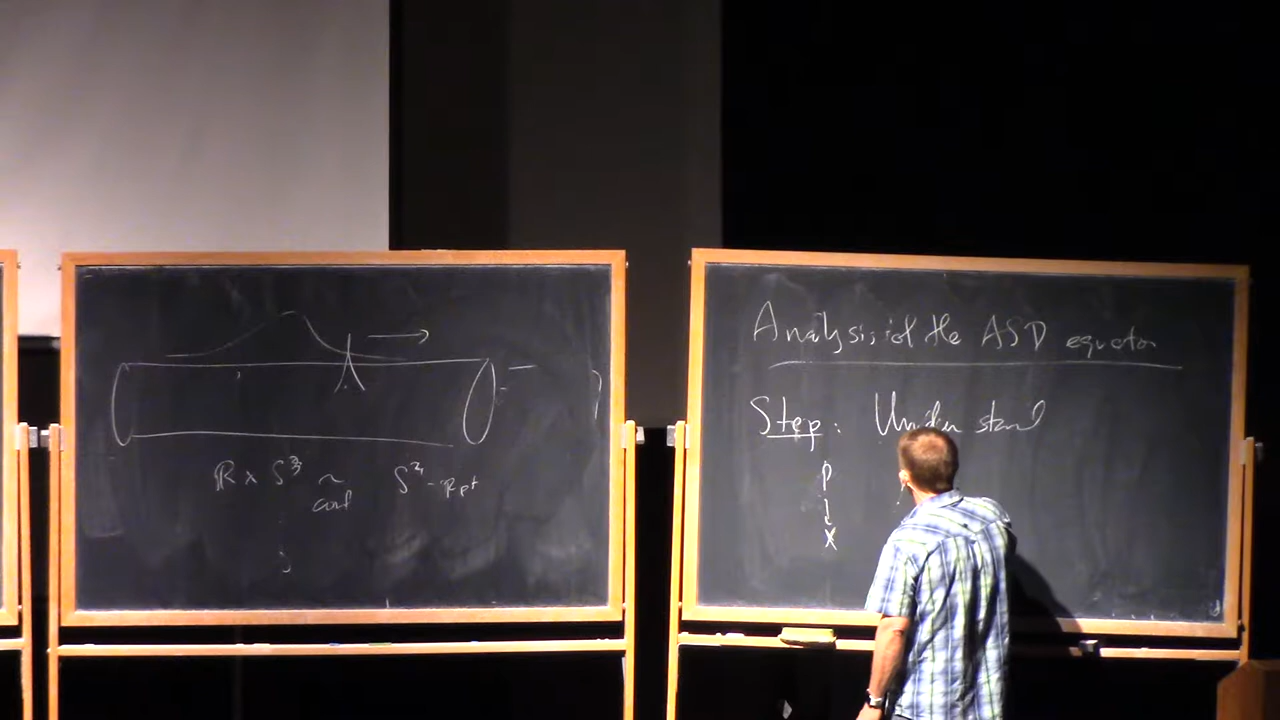 R × S³ ~ S⁴ - pt
conf
Analysis of the ASD equation
Step: Understand
P
↓
X